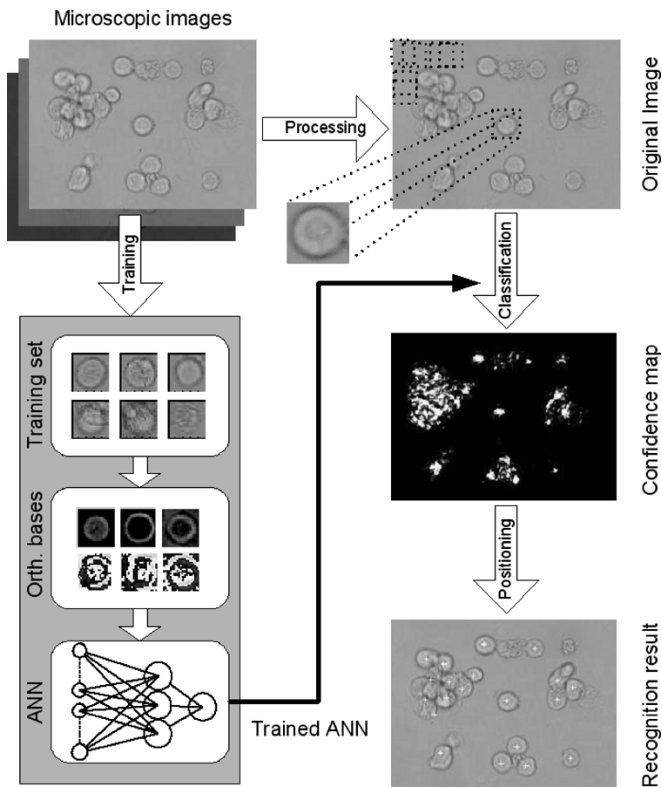 Microscopic images
Processing
Original Image
Training
Classification
Training set
Confidence map
Orth. bases
Positioning
ANN
Trained ANN
Recognition result